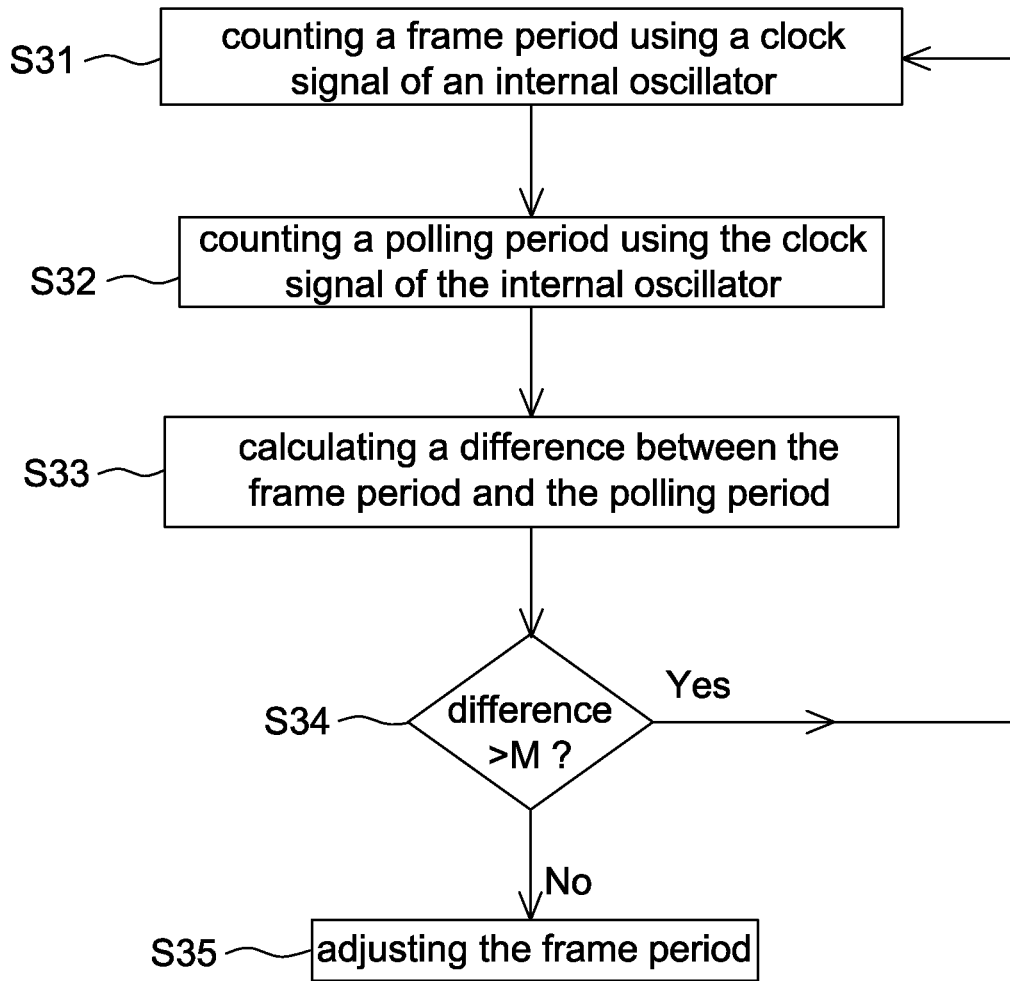 S31
counting a frame period using a clock
signal of an internal oscillator
S32
counting a polling period using the clock
signal of the internal oscillator
S33
calculating a difference between the
frame period and the polling period
S34
difference
>M ?
Yes
No
S35
adjusting the frame period